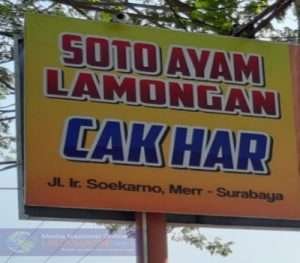 SOTO AYAM
LAMONGAN
CAK HAR
Jl. Ir. Soekarno, Merr - Surabaya